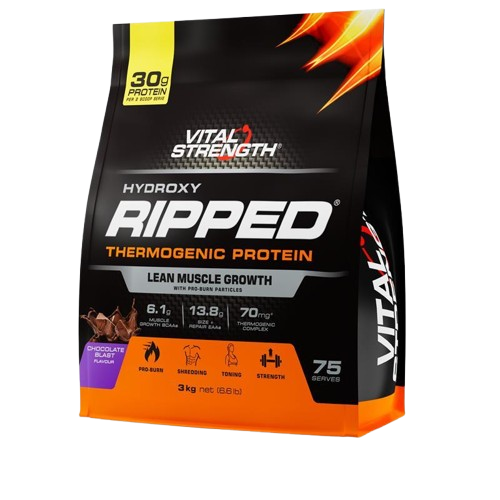 30g
PROTEIN
PER 2 SCOOP SERVE
VITAL
STRENGTH®
HYDROXY
RIPPED®
THERMOGENIC PROTEIN
LEAN MUSCLE GROWTH
WITH PRO-BURN PARTICLES
6.1g
MUSCLE
GROWTH BCAAs
13.8g
SIZE +
REPAIR EAAs
70mg*
THERMOGENIC
COMPLEX
CHOCOLATE
BLAST
FLAVOUR
PRO-BURN
SHREDDING
TONING
STRENGTH
75
SERVES
3kg net (6.6lb)
VITAL
STRENGTH®